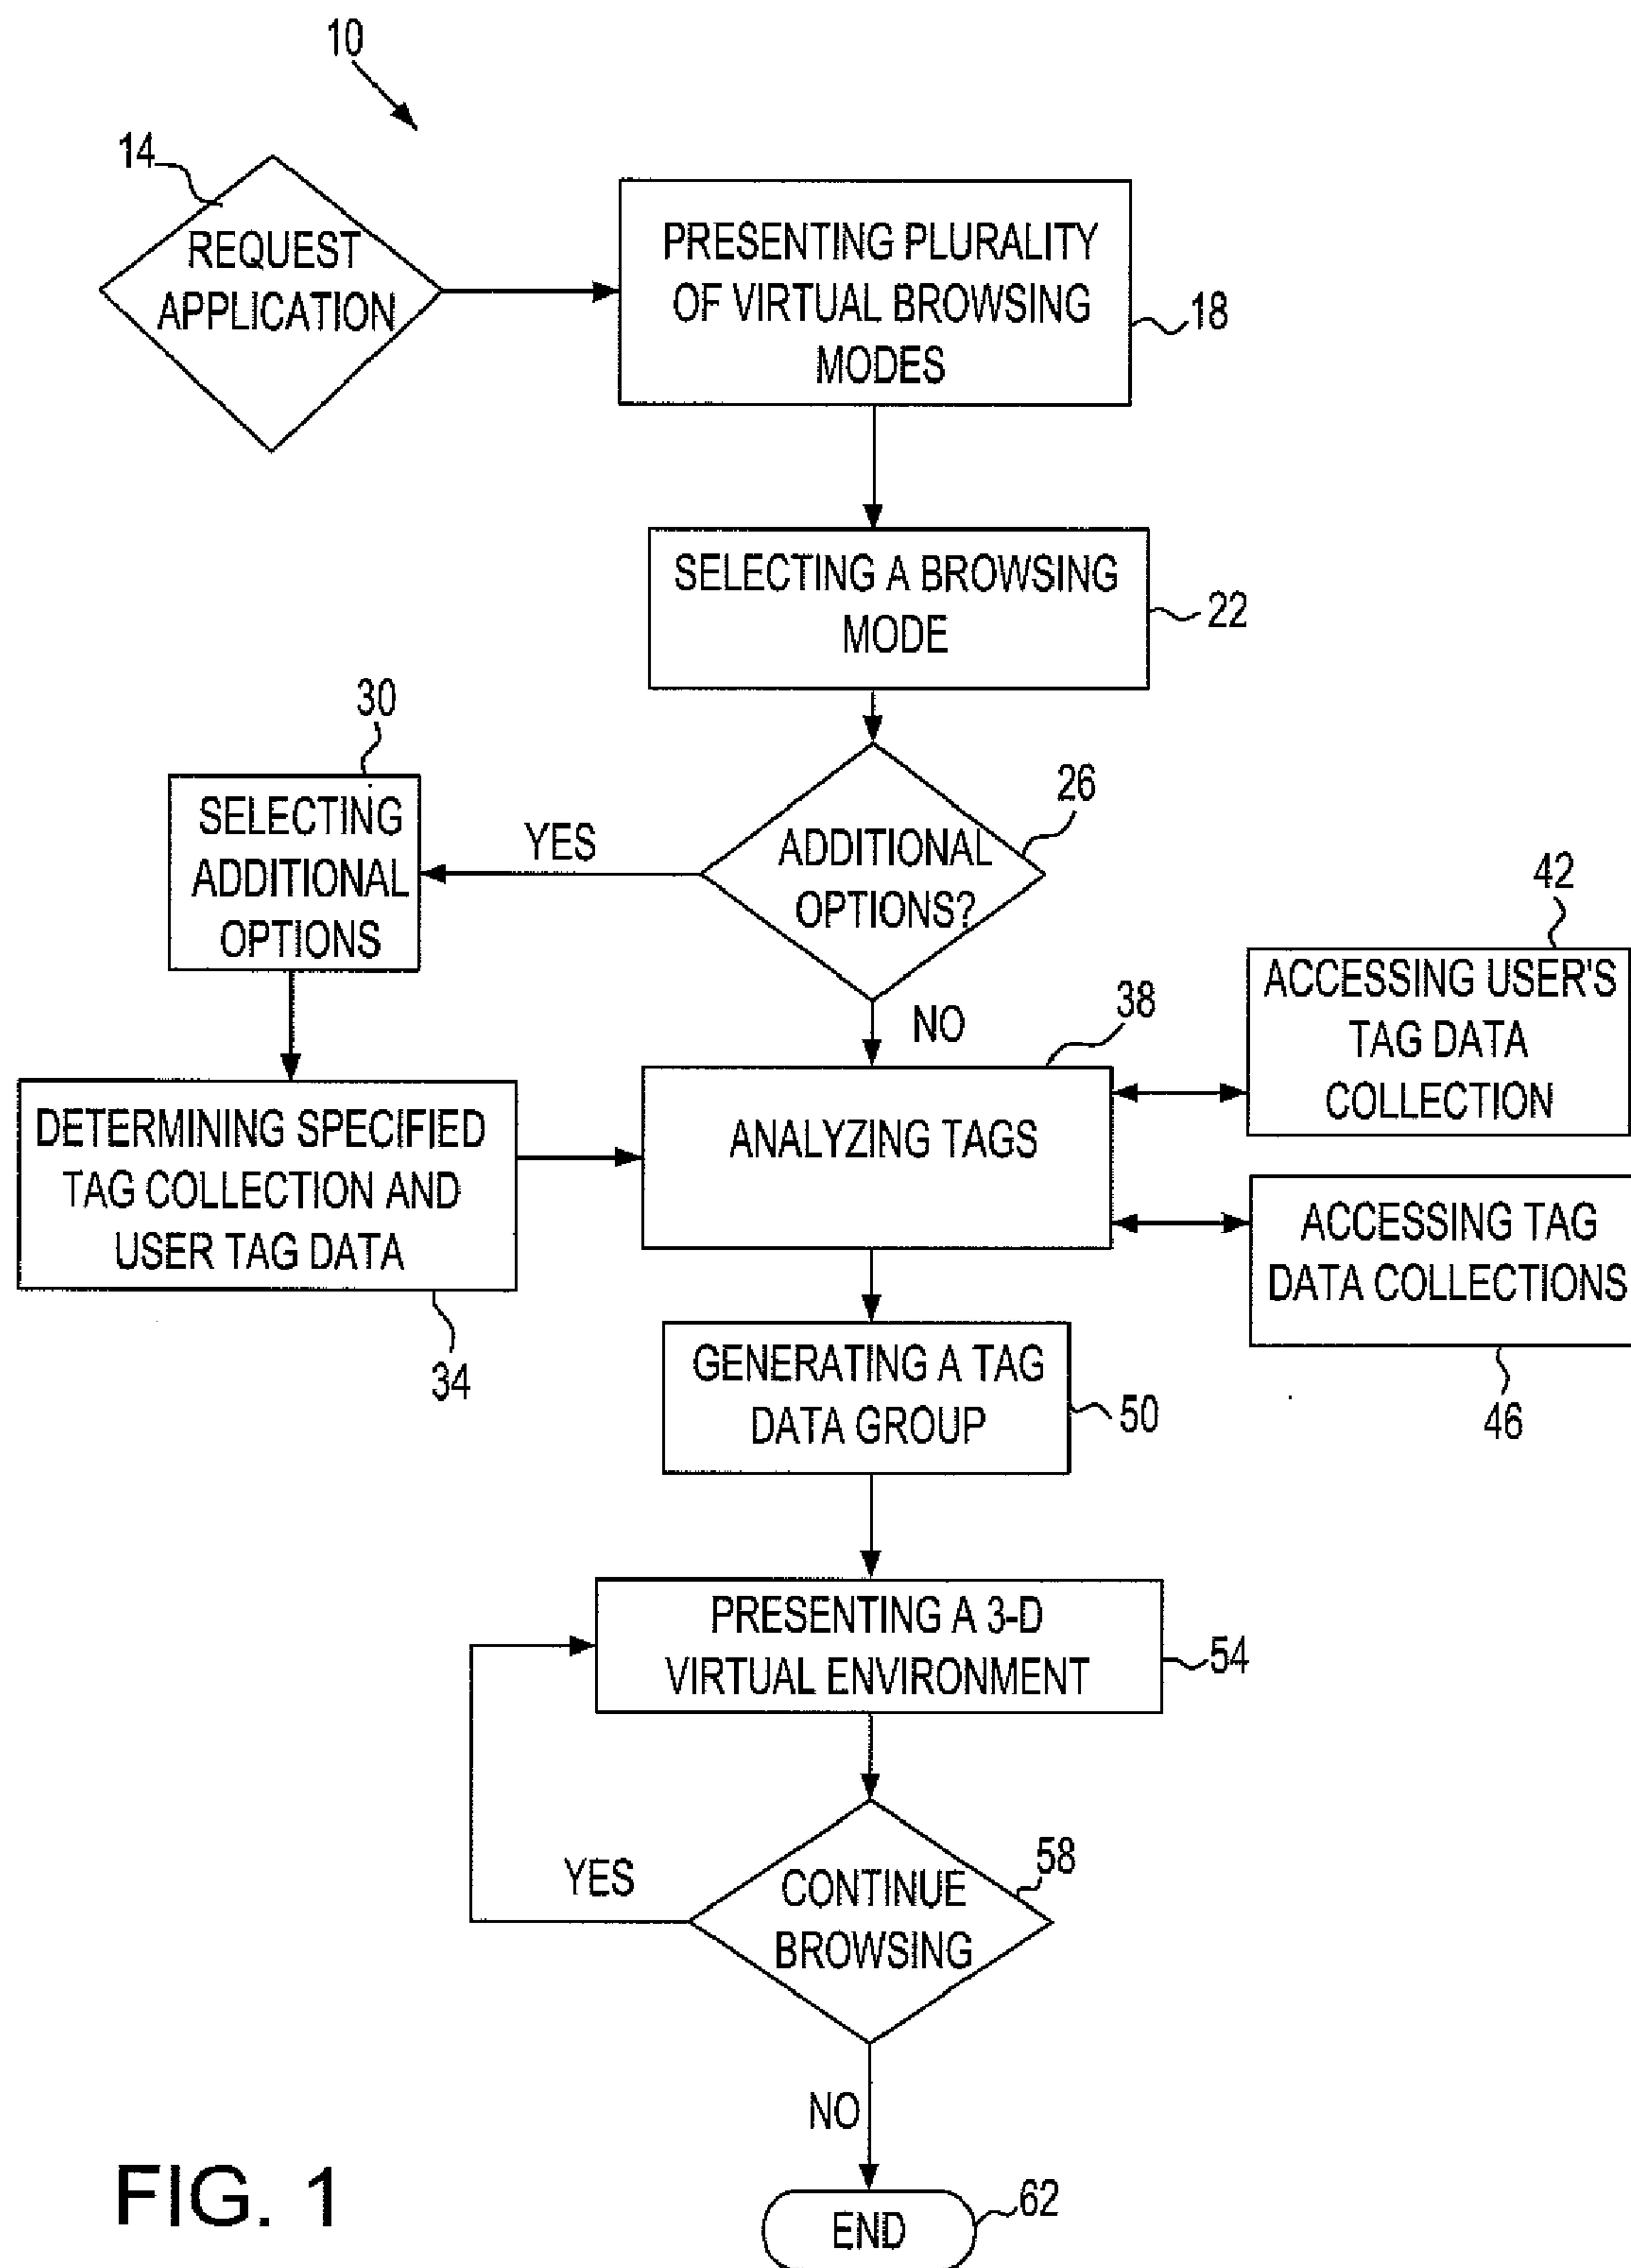 10
14
REQUEST
APPLICATION
PRESENTING PLURALITY
OF VIRTUAL BROWSING
MODES
18
SELECTING A BROWSING
MODE
22
30
SELECTING
ADDITIONAL
OPTIONS
YES
26
ADDITIONAL
OPTIONS?
NO
42
ACCESSING USER'S
TAG DATA
COLLECTION
38
ANALYZING TAGS
DETERMINING SPECIFIED
TAG COLLECTION AND
USER TAG DATA
34
ACCESSING TAG
DATA COLLECTIONS
46
GENERATING A TAG
DATA GROUP
50
PRESENTING A 3-D
VIRTUAL ENVIRONMENT
54
YES
58
CONTINUE
BROWSING
NO
62
END
FIG. 1